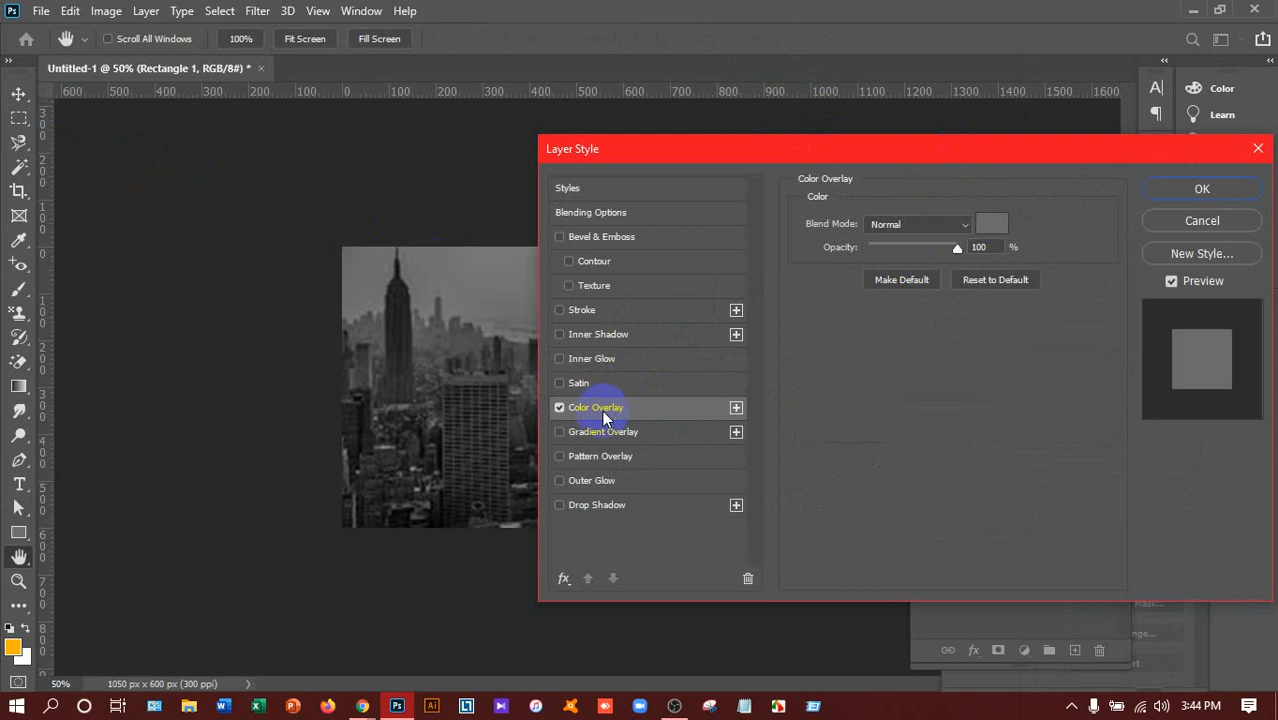 Ps File Edit Image Layer Type Select Filter 3D View Window Help
Scroll All Windows 100% Fit Screen Fill Screen
Untitled-1 @ 50% (Rectangle 1, RGB/8#) * ×
600 500 400 300 200 100 0 100 200 300 400 500 600 700 800 900 1000 1100 1200 1300 1400 1500 1600
Color
Learn
Layer Style
Styles
Blending Options
Bevel & Emboss
Contour
Texture
Stroke
Inner Shadow
Inner Glow
Satin
Color Overlay
Gradient Overlay
Pattern Overlay
Outer Glow
Drop Shadow
fx
Color Overlay
Color
Blend Mode: Normal
Opacity: 100 %
Make Default Reset to Default
OK
Cancel
New Style...
Preview
Mask...
nge...
fx
50% 1050 px x 600 px (300 ppi)
3:44 PM